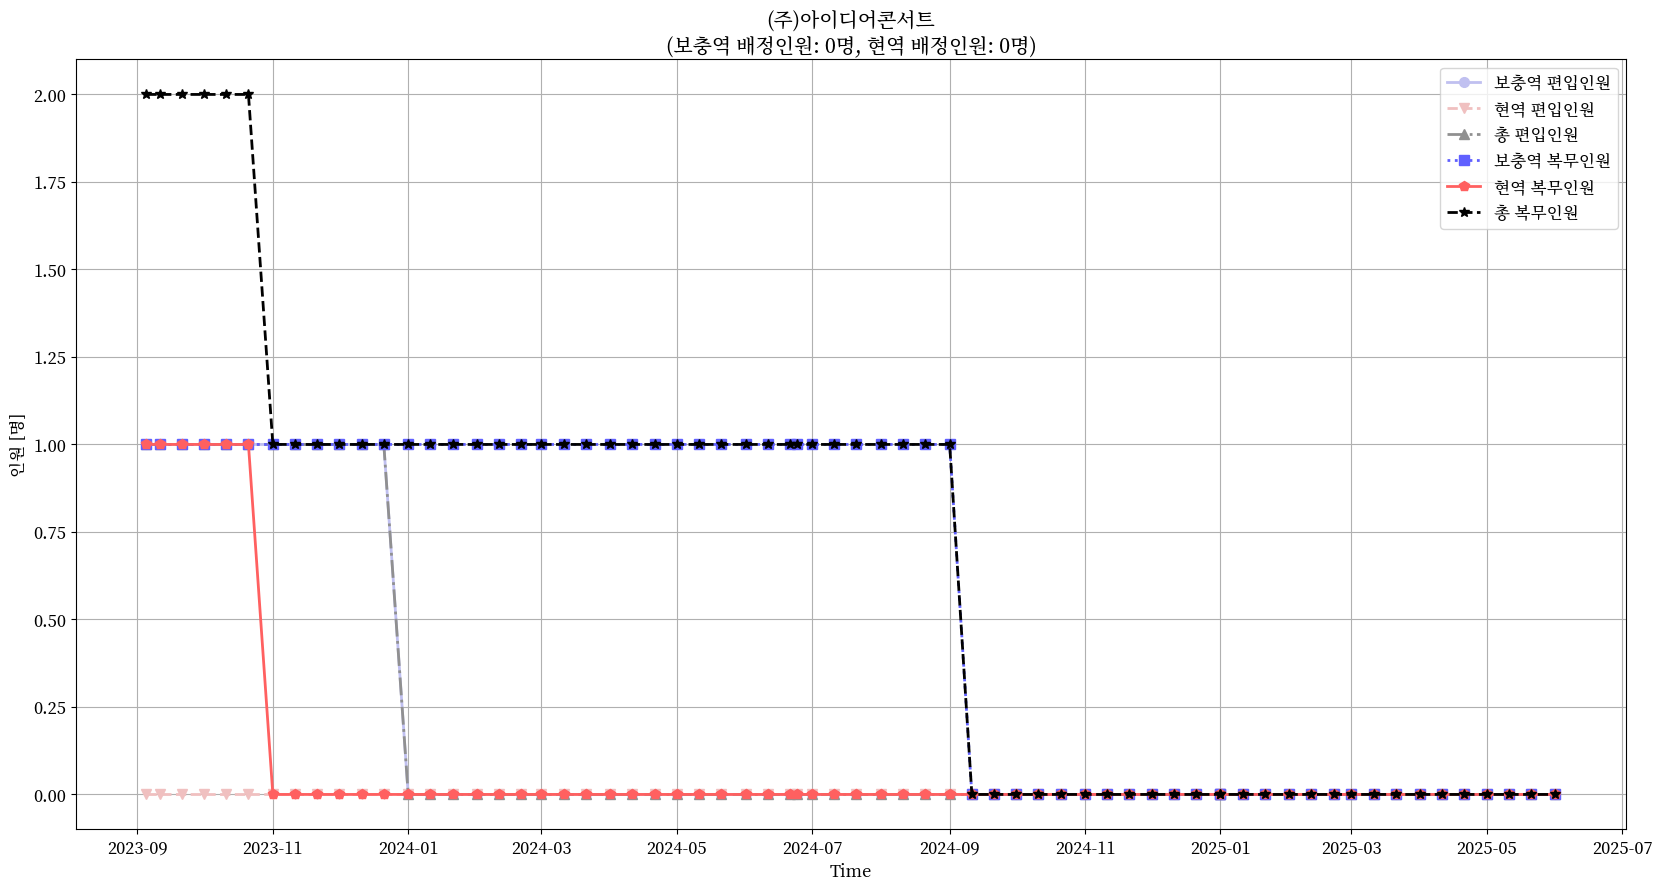 (주)아이디어콘서트
(보충역 배정인원: 0명, 현역 배정인원: 0명)
보충역 편입인원
현역 편입인원
총 편입인원
보충역 복무인원
현역 복무인원
총 복무인원
인원 [명]
2.00
1.75
1.50
1.25
1.00
0.75
0.50
0.25
0.00
2023-09 2023-11 2024-01 2024-03 2024-05 2024-07 2024-09 2024-11 2025-01 2025-03 2025-05 2025-07
Time